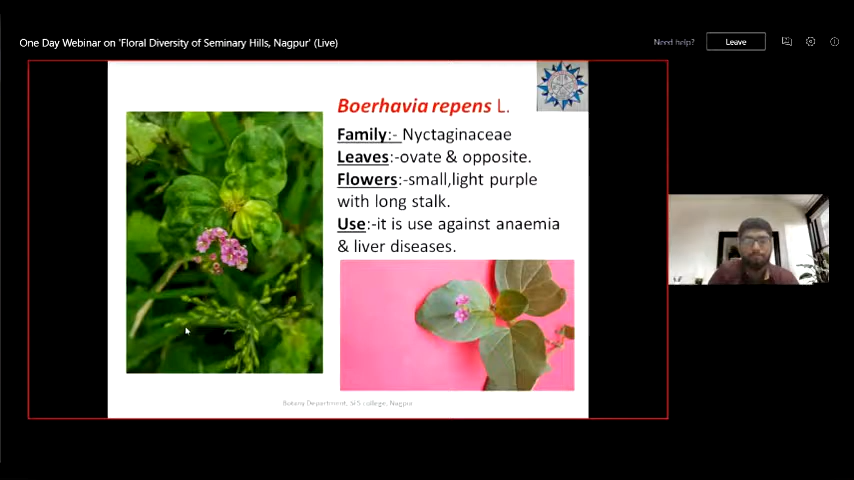 One Day Webinar on 'Floral Diversity of Seminary Hills, Nagpur' (Live)
Need help?
Leave
Boerhavia repens L.
Family:- Nyctaginaceae
Leaves:-ovate & opposite.
Flowers:-small,light purple
with long stalk.
Use:-it is use against anaemia
& liver diseases.
Botany Department, SFS college, Nagpur